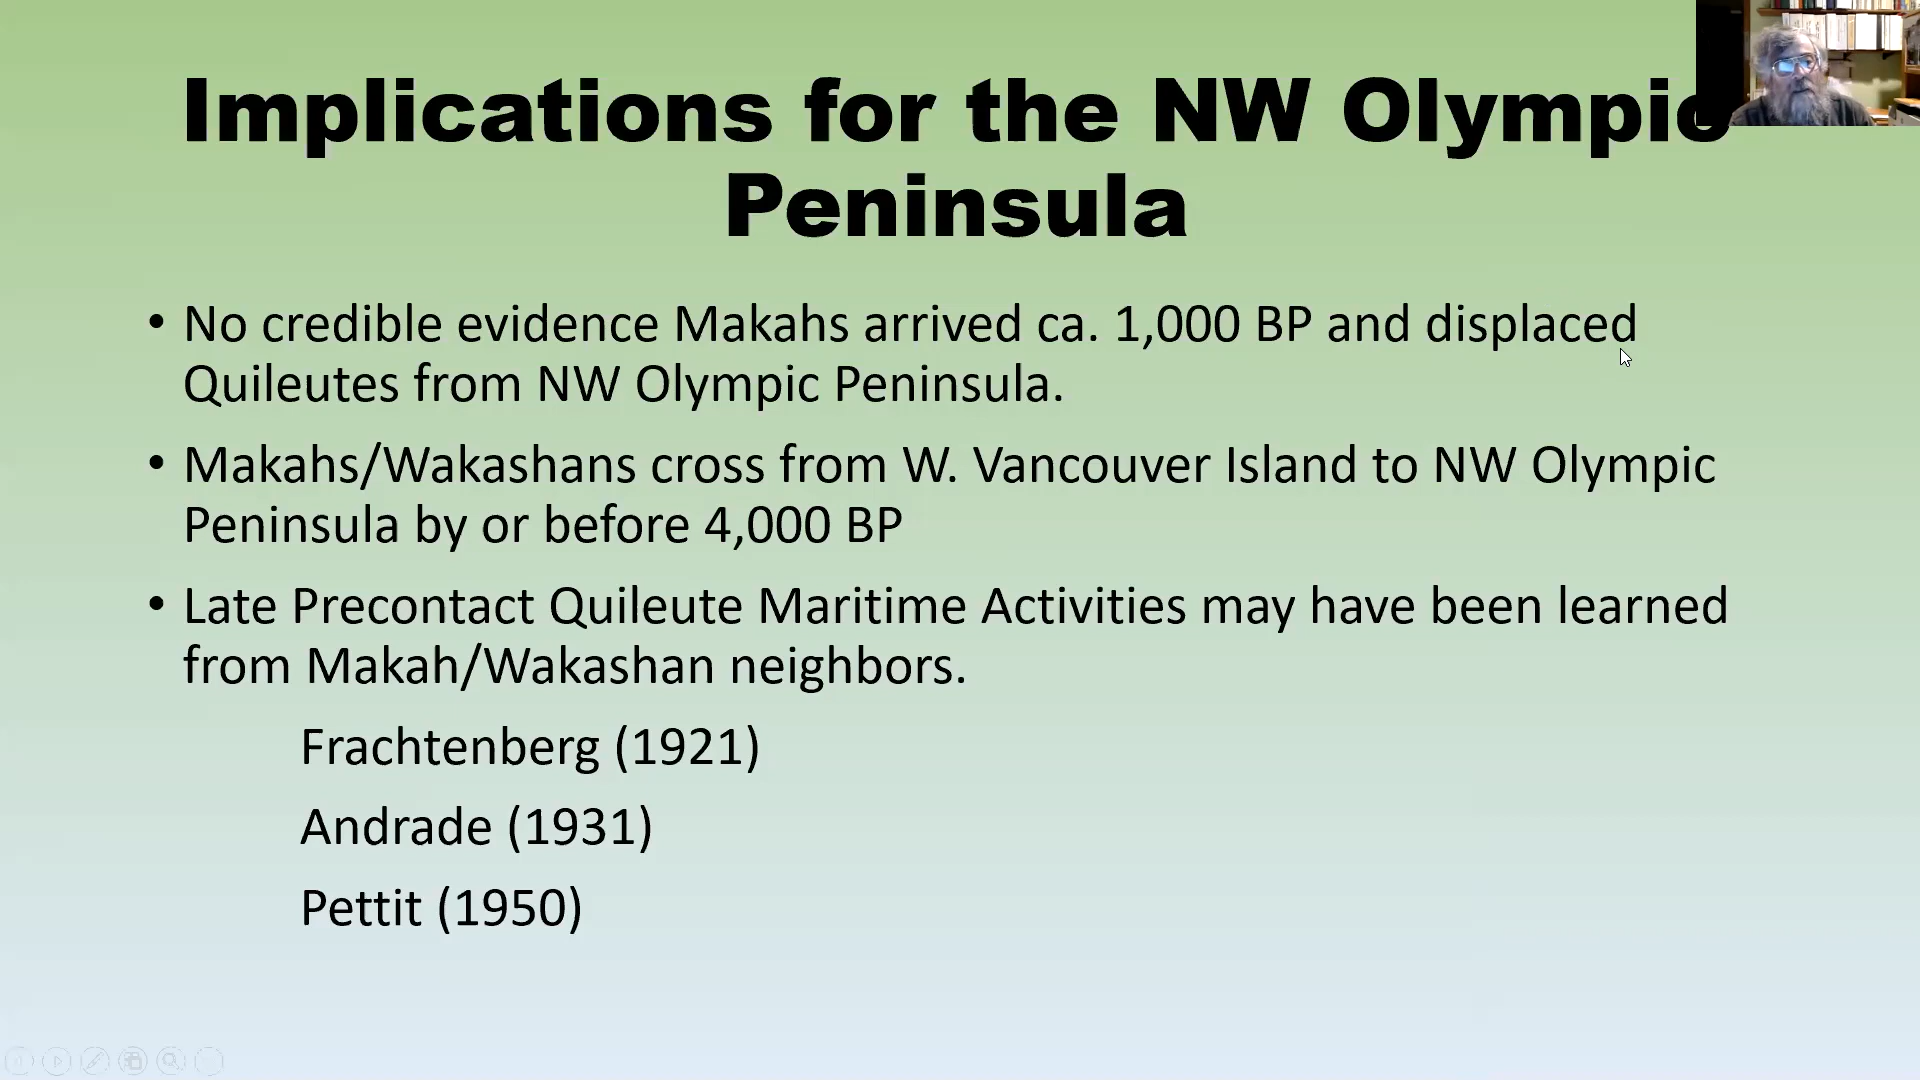 Implications for the NW Olympic
Peninsula
• No credible evidence Makahs arrived ca. 1,000 BP and displaced
Quileutes from NW Olympic Peninsula.
• Makahs/Wakashans cross from W. Vancouver Island to NW Olympic
Peninsula by or before 4,000 BP
• Late Precontact Quileute Maritime Activities may have been learned
from Makah/Wakashan neighbors.
Frachtenberg (1921)
Andrade (1931)
Pettit (1950)